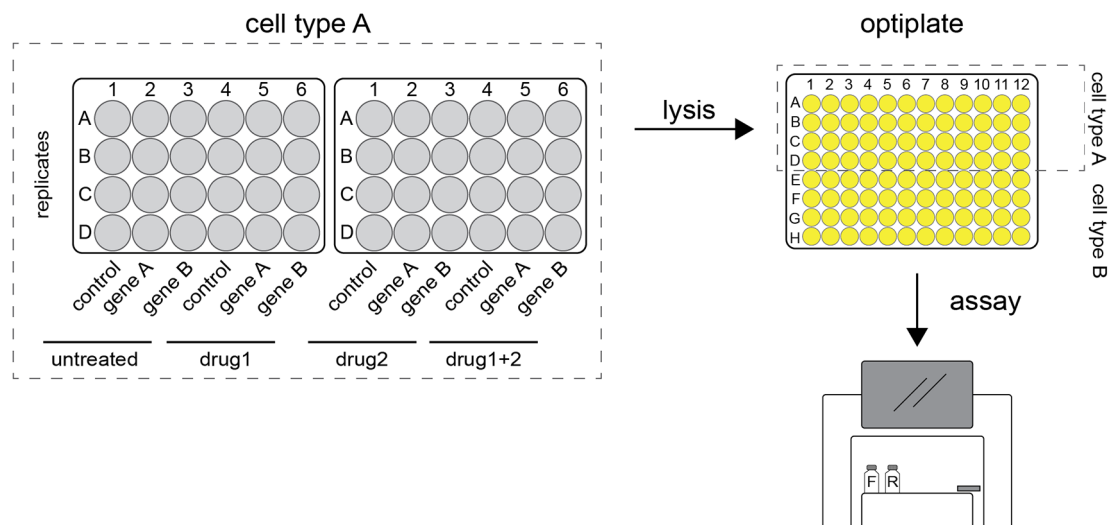 cell type A
optiplate
1 2 3 4 5 6
1 2 3 4 5 6
A
B
C
D
A
B
C
D
replicates
control
gene A
gene B
control
gene A
gene B
control
gene A
gene B
control
gene A
gene B
untreated
drug1
drug2
drug1+2
lysis
1 2 3 4 5 6 7 8 9 10 11 12
A
B
C
D
E
F
G
H
cell type A
cell type B
assay
F R